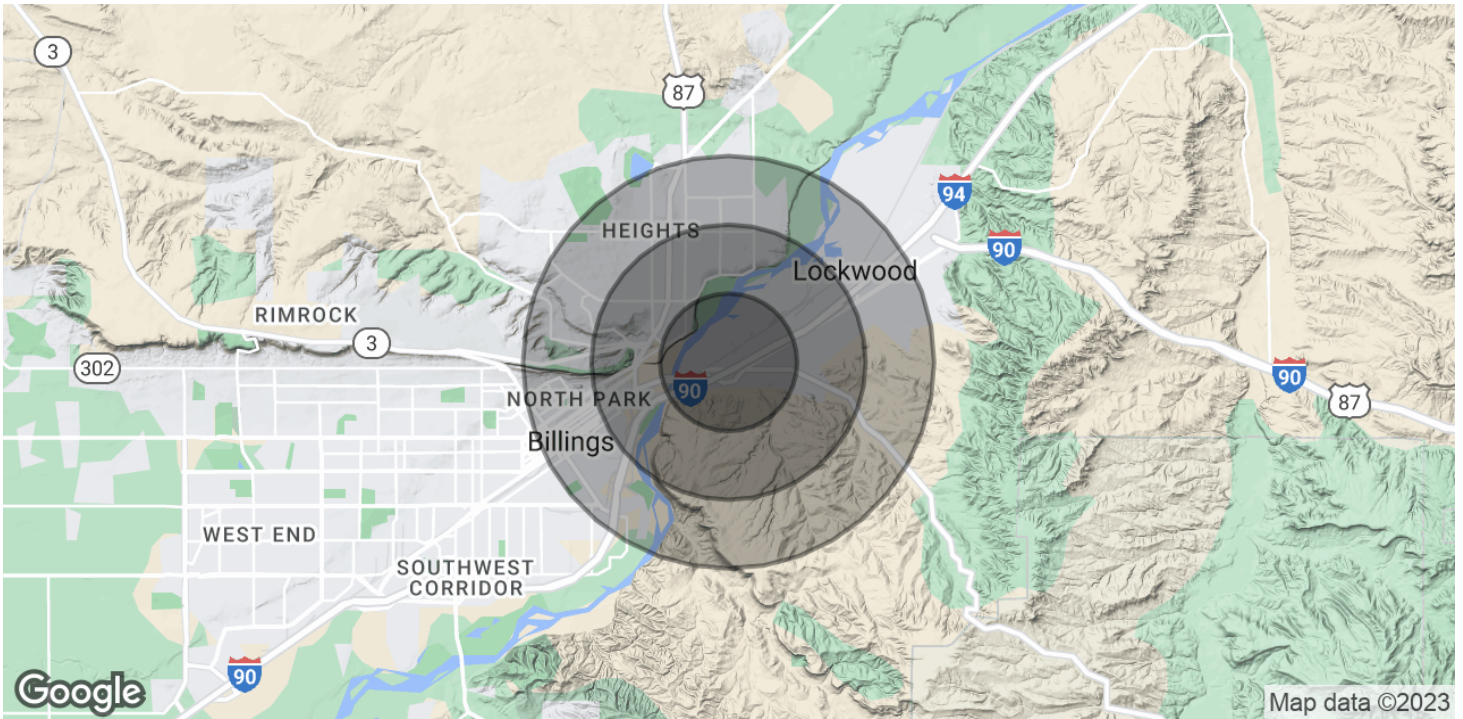 3
87
94
HEIGHTS
90
Lockwood
RIMROCK
3
302
90
90
87
NORTH PARK
Billings
WEST END
SOUTHWEST
CORRIDOR
90
Google
Map data ©2023